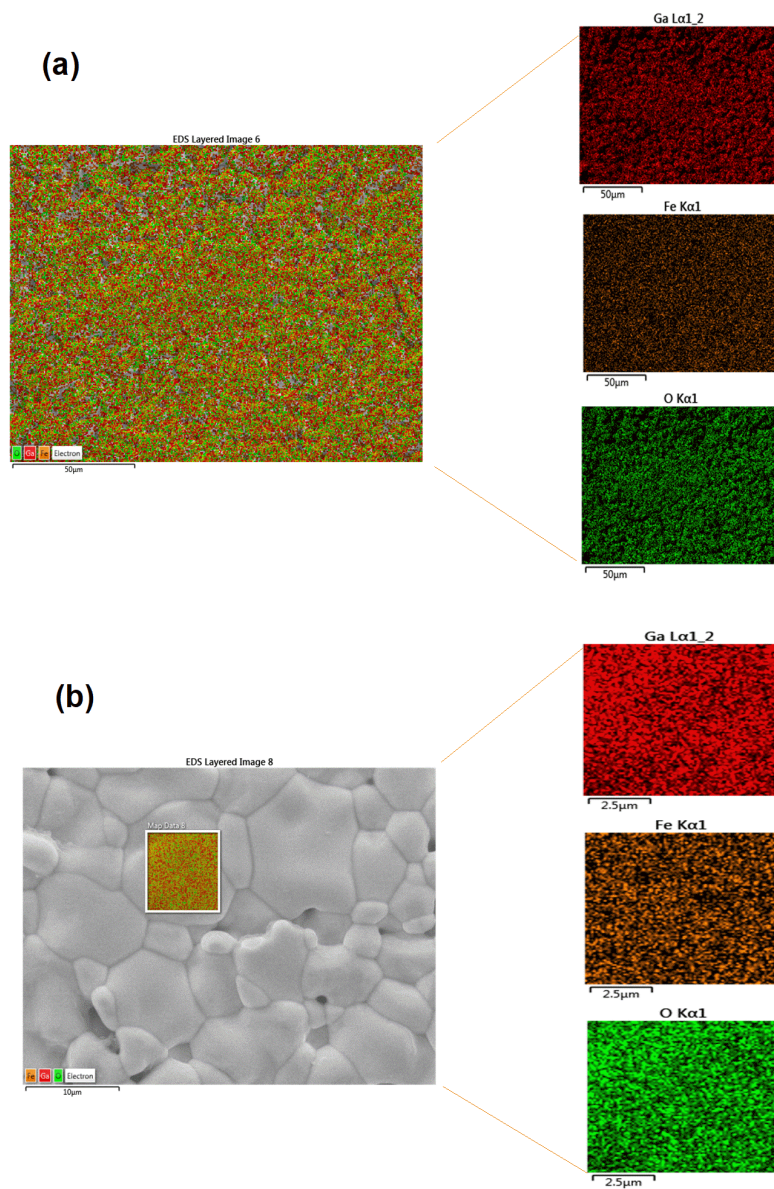 (a)
EDS Layered Image 6
O Ga Fe Electron
50µm
Ga Lα1_2
50µm
Fe Kα1
50µm
O Kα1
50µm
(b)
EDS Layered Image 8
Map Data 8
Fe Ga O Electron
10µm
Ga Lα1_2
2.5µm
Fe Kα1
2.5µm
O Kα1
2.5µm